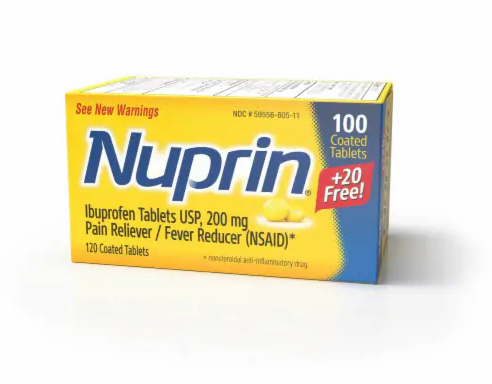 See New Warnings
NDC # 59556-805-11
100
Coated
Tablets
+20
Free!
Nuprin®
Ibuprofen Tablets USP, 200 mg
Pain Reliever / Fever Reducer (NSAID)*
120 Coated Tablets
* nonsteroidal anti-inflammatory drug